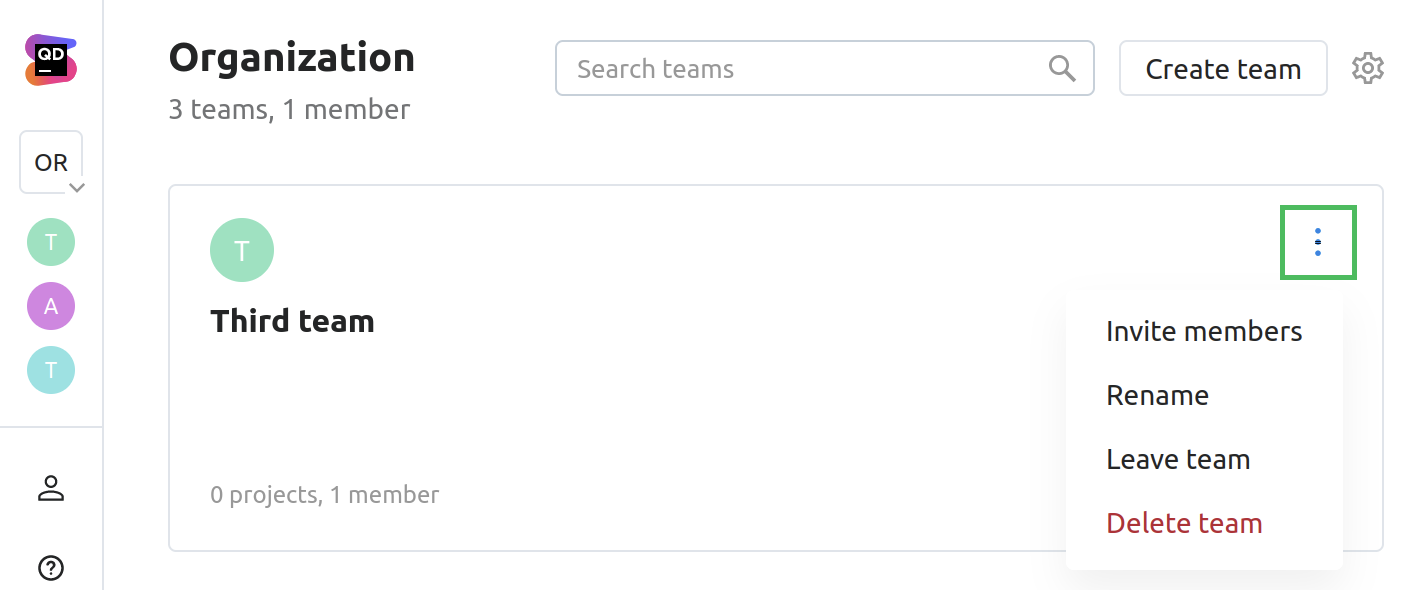 QD
OR
T
A
T
Organization
3 teams, 1 member
Search teams
Create team
T
Third team
0 projects, 1 member
Invite members
Rename
Leave team
Delete team